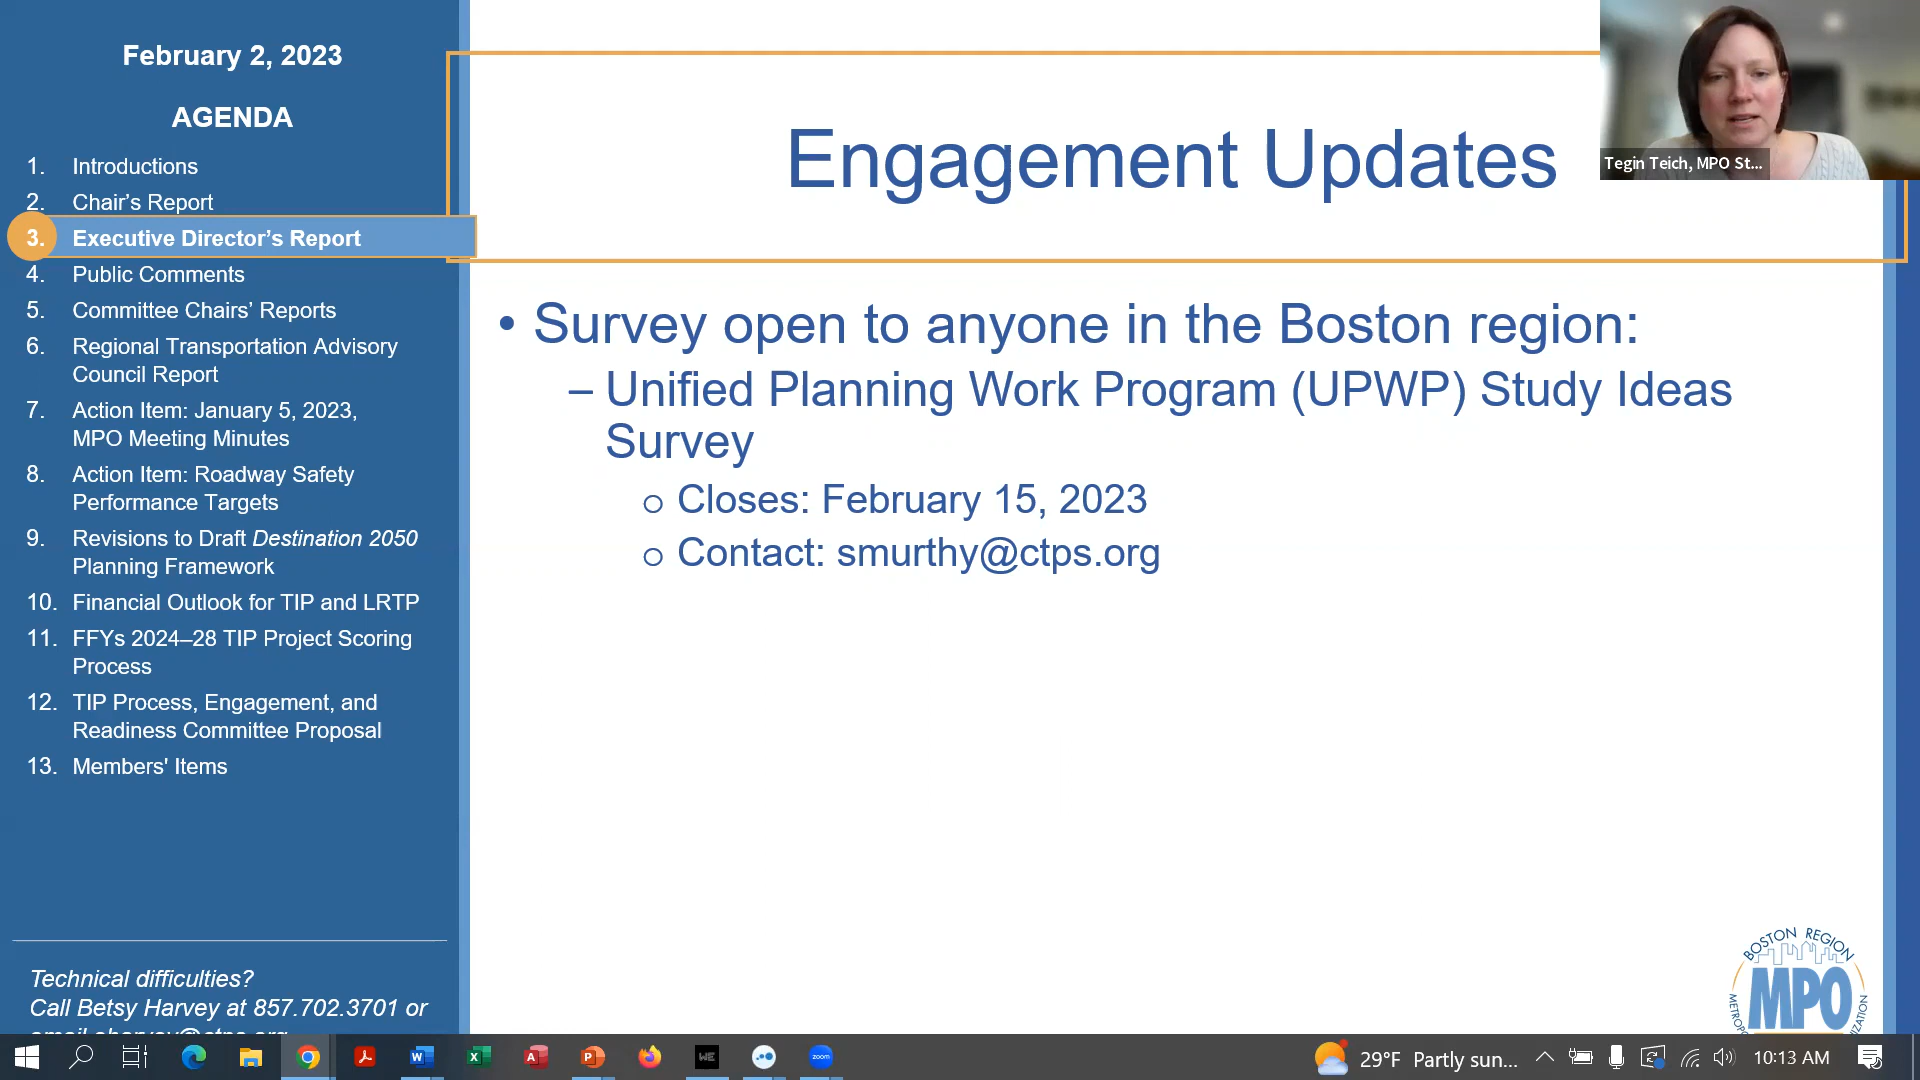 February 2, 2023
AGENDA
1. Introductions
2. Chair’s Report
3. Executive Director’s Report
4. Public Comments
5. Committee Chairs’ Reports
6. Regional Transportation Advisory
Council Report
7. Action Item: January 5, 2023,
MPO Meeting Minutes
8. Action Item: Roadway Safety
Performance Targets
9. Revisions to Draft Destination 2050
Planning Framework
10. Financial Outlook for TIP and LRTP
11. FFYs 2024–28 TIP Project Scoring
Process
12. TIP Process, Engagement, and
Readiness Committee Proposal
13. Members' Items
Technical difficulties?
Call Betsy Harvey at 857.702.3701 or
Engagement Updates
Tegin Teich, MPO St...
• Survey open to anyone in the Boston region:
– Unified Planning Work Program (UPWP) Study Ideas
Survey
o Closes: February 15, 2023
o Contact: smurthy@ctps.org
BOSTON REGION
MPO
WE
zoom
29°F Partly sun...
10:13 AM